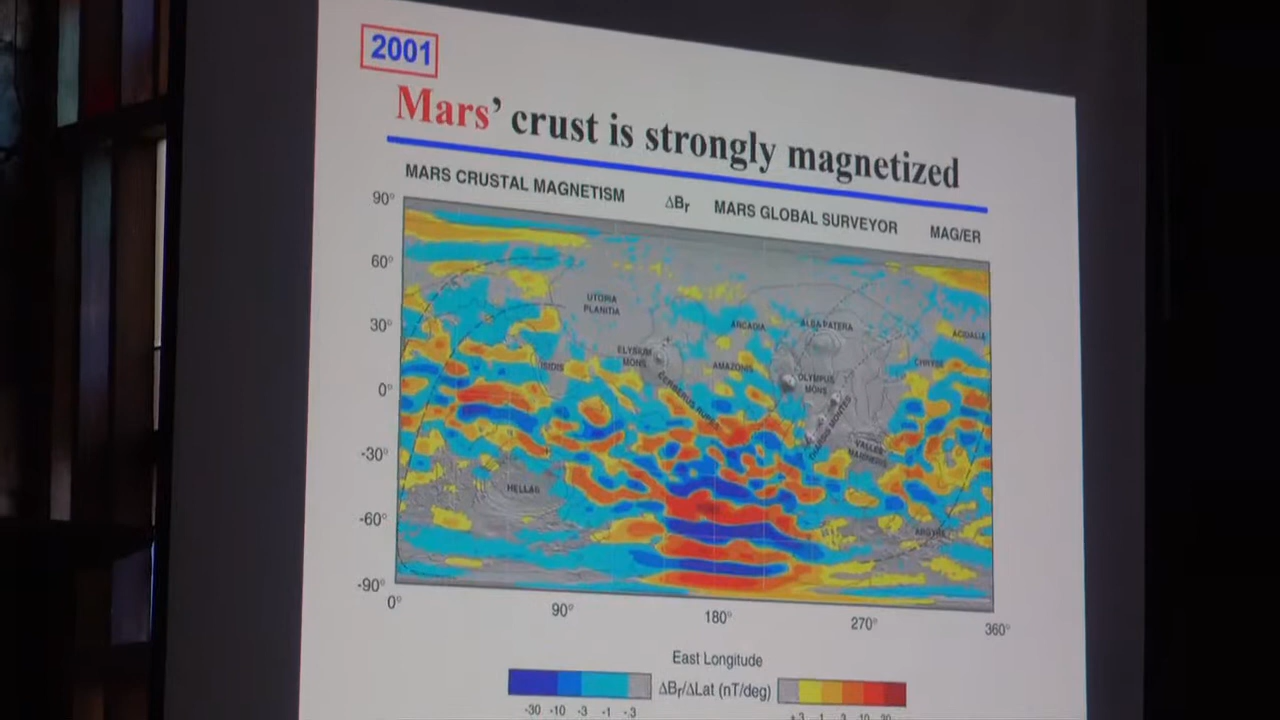 2001
Mars' crust is strongly magnetized
MARS CRUSTAL MAGNETISM ΔBr MARS GLOBAL SURVEYOR MAG/ER
90°
60°
30°
0°
-30°
-60°
-90°
UTOPIA
PLANITIA
ARCADIA
ALBA PATERA
ACIDALIA
ELYSIUM
MONS
ISIDIS
AMAZONIS
CHRYSE
OLYMPUS
MONS
CERBERUS RUPES
THARSIS MONTES
VALLES
MARINERIS
HELLAS
ARGYRE
0° 90° 180° 270° 360°
East Longitude
ΔBr/ΔLat (nT/deg)
-30 -10 -3 -1 -.3